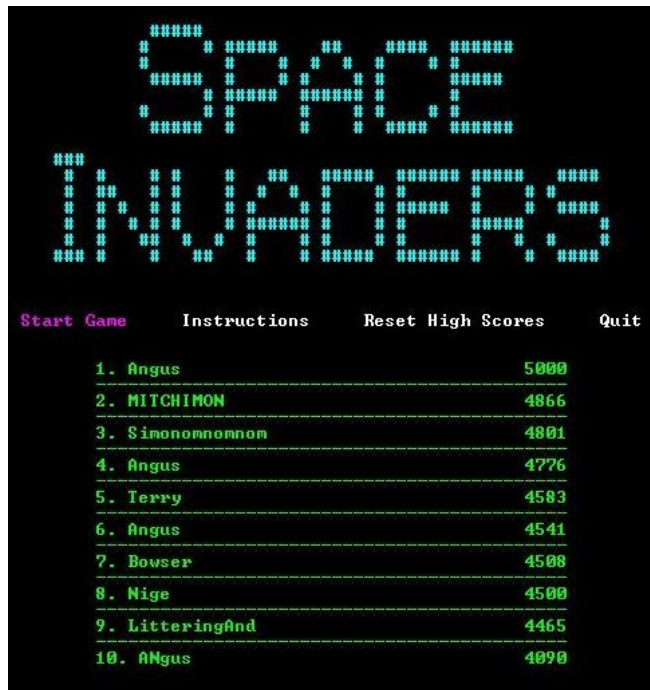 SPACE
INVADERS
Start Game Instructions Reset High Scores Quit
1. Angus 5000
2. MITCHIMON 4866
3. Simonomnomnom 4801
4. Angus 4776
5. Terry 4583
6. Angus 4541
7. Bowser 4508
8. Nige 4500
9. LitteringAnd 4465
10. ANgus 4090